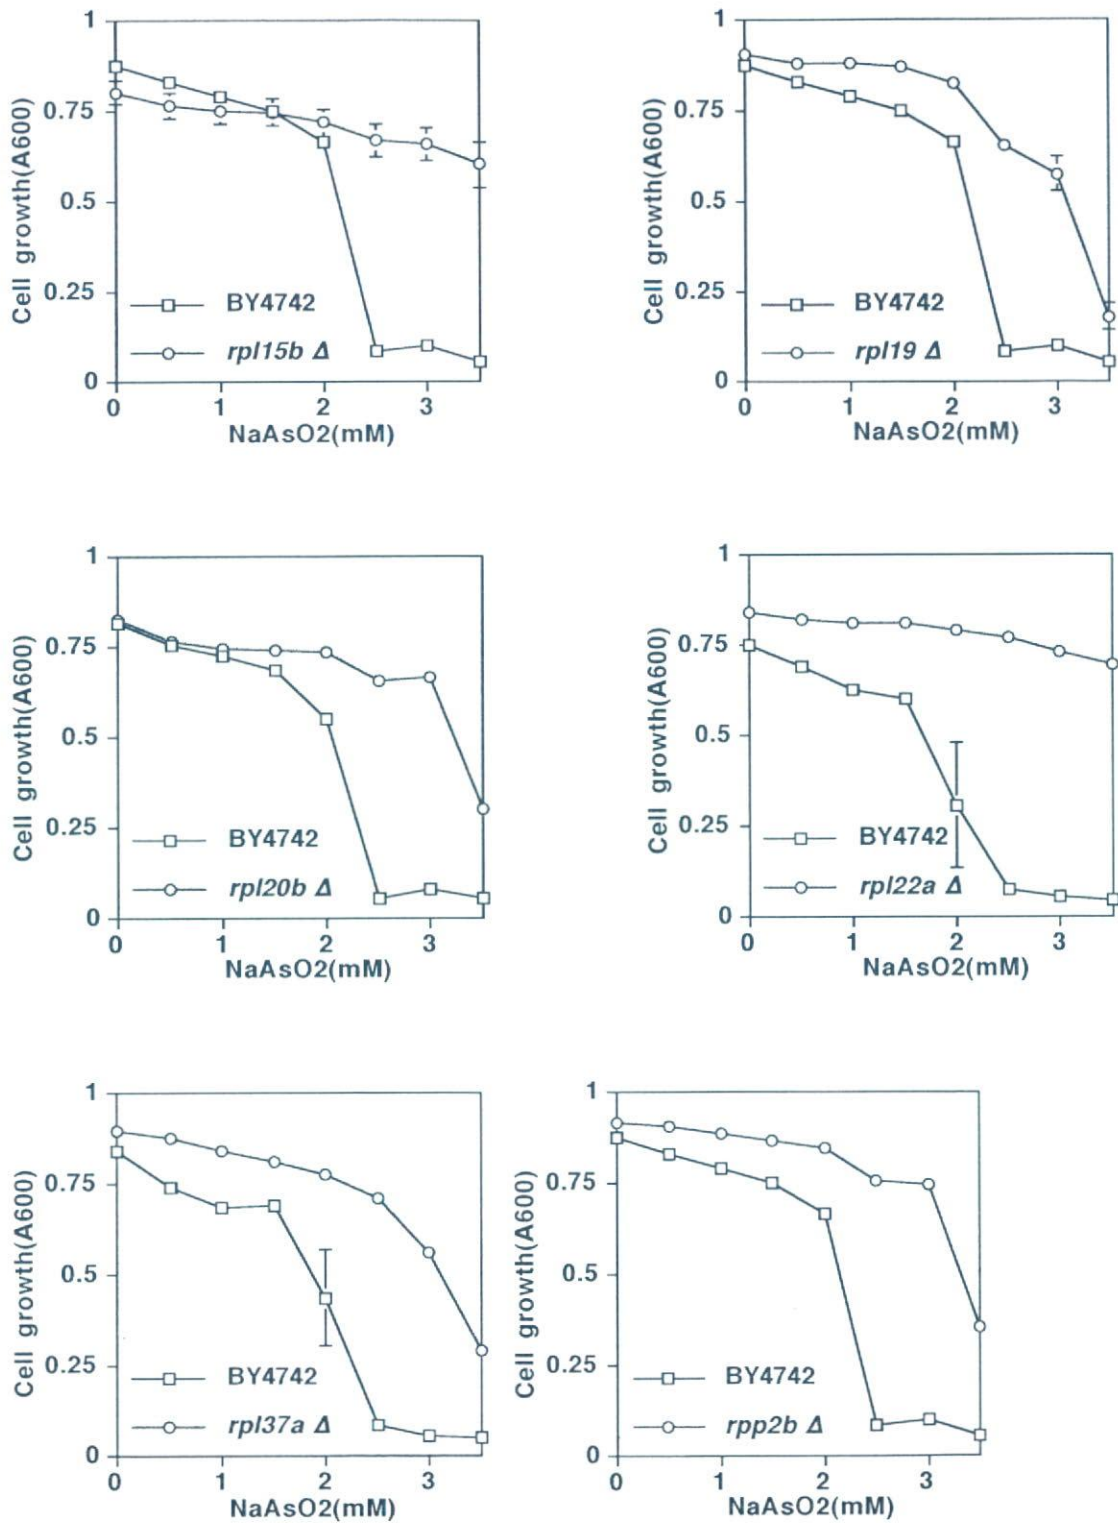 1
0.75
0.5
0.25
0
Cell growth(A600)
BY4742
rpl15b Δ
0 1 2 3
NaAsO2(mM)
1
0.75
0.5
0.25
0
Cell growth(A600)
BY4742
rpl19 Δ
0 1 2 3
NaAsO2(mM)
1
0.75
0.5
0.25
0
Cell growth(A600)
BY4742
rpl20b Δ
0 1 2 3
NaAsO2(mM)
1
0.75
0.5
0.25
0
Cell growth(A600)
BY4742
rpl22a Δ
0 1 2 3
NaAsO2(mM)
1
0.75
0.5
0.25
0
Cell growth(A600)
BY4742
rpl37a Δ
0 1 2 3
NaAsO2(mM)
1
0.75
0.5
0.25
0
Cell growth(A600)
BY4742
rpp2b Δ
0 1 2 3
NaAsO2(mM)